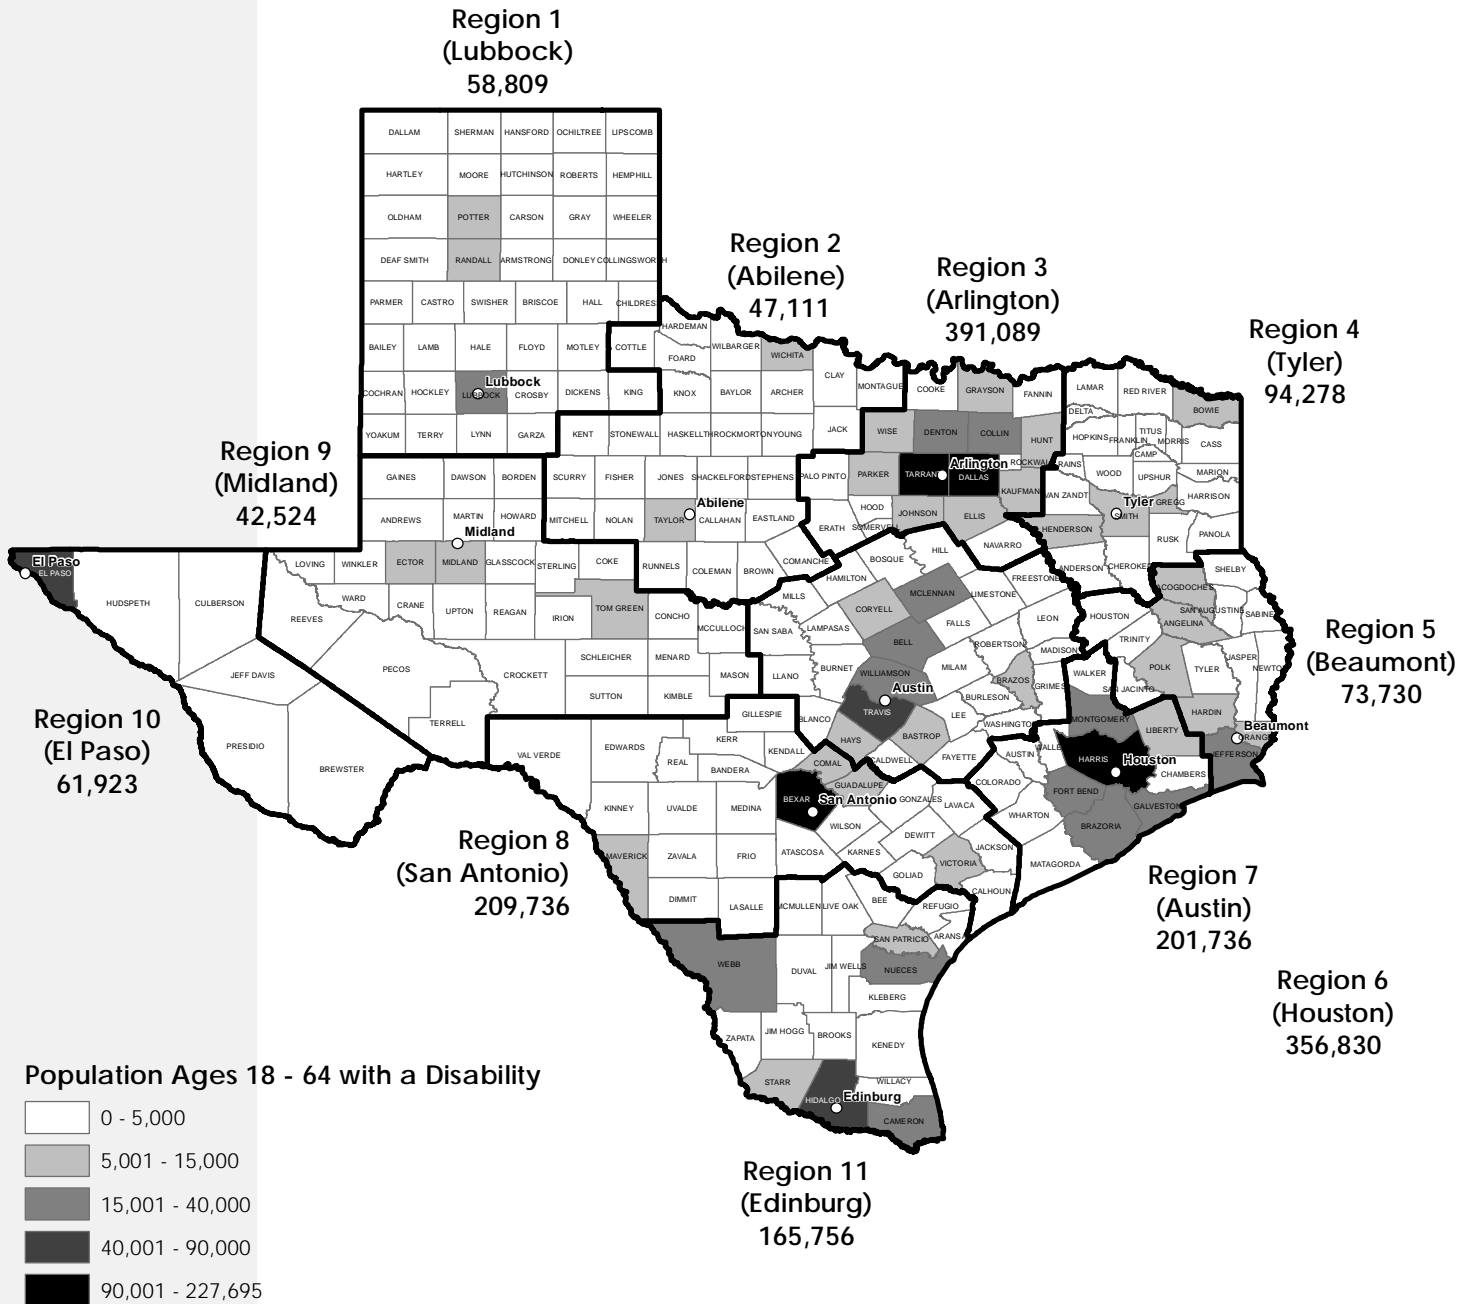 Region 1
(Lubbock)
58,809
Region 2
(Abilene)
47,111
Region 3
(Arlington)
391,089
Region 4
(Tyler)
94,278
Region 9
(Midland)
42,524
Region 5
(Beaumont)
73,730
Region 10
(El Paso)
61,923
Region 8
(San Antonio)
209,736
Region 7
(Austin)
201,736
Region 6
(Houston)
356,830
Region 11
(Edinburg)
165,756
DALLAM SHERMAN HANSFORD OCHILTREE LIPSCOMB
HARTLEY MOORE HUTCHINSON ROBERTS HEMPHILL
OLDHAM POTTER CARSON GRAY WHEELER
DEAF SMITH RANDALL ARMSTRONG DONLEY COLLINGSWORTH
PARMER CASTRO SWISHER BRISCOE HALL CHILDRESS
BAILEY LAMB HALE FLOYD MOTLEY COTTLE
HARDEMAN
FOARD WILBARGER WICHITA
CLAY MONTAGUE COOKE GRAYSON FANNIN LAMAR RED RIVER BOWIE
Lubbock
COCHRAN HOCKLEY LUBBOCK CROSBY DICKENS KING KNOX BAYLOR ARCHER
YOAKUM TERRY LYNN GARZA KENT STONEWALL HASKELL THROCKMORTON YOUNG JACK WISE DENTON COLLIN HUNT
DELTA HOPKINS FRANKLIN TITUS MORRIS CASS
CAMP
GAINES DAWSON BORDEN SCURRY FISHER JONES SHACKELFORD STEPHENS PALO PINTO PARKER TARRANT Arlington DALLAS ROCKWALL RAINS WOOD UPSHUR MARION
KAUFMAN VAN ZANDT Tyler SMITH GREGG HARRISON
ANDREWS MARTIN HOWARD MITCHELL NOLAN TAYLOR Abilene CALLAHAN EASTLAND ERATH HOOD SOMERVELL JOHNSON ELLIS HENDERSON
RUSK PANOLA
Midland
LOVING WINKLER ECTOR MIDLAND GLASSCOCK STERLING COKE RUNNELS COLEMAN BROWN COMANCHE BOSQUE HILL NAVARRO ANDERSON CHEROKEE SHELBY
El Paso
EL PASO HUDSPETH CULBERSON
WARD CRANE UPTON REAGAN IRION TOM GREEN CONCHO HAMILTON MCLENNAN LIMESTONE FREESTONE NACOGDOCHES
REEVES MCCULLOCH SAN SABA MILLS LAMPASAS CORYELL FALLS LEON HOUSTON SAN AUGUSTINE SABINE
ANGELINA
PECOS CROCKETT SCHLEICHER MENARD MASON LLANO BURNET BELL MILAM ROBERTSON MADISON TRINITY POLK TYLER JASPER NEWTON
JEFF DAVIS SUTTON KIMBLE WILLIAMSON BRAZOS GRIMES WALKER SAN JACINTO
TERRELL GILLESPIE BLANCO Austin TRAVIS LEE BURLESON WASHINGTON MONTGOMERY LIBERTY HARDIN
Beaumont
ORANGE
JEFFERSON
PRESIDIO BREWSTER VAL VERDE EDWARDS KERR KENDALL HAYS BASTROP FAYETTE AUSTIN WALLER HARRIS Houston CHAMBERS
REAL BANDERA COMAL CALDWELL COLORADO
KINNEY UVALDE MEDINA BEXAR San Antonio GUADALUPE GONZALES LAVACA WHARTON FORT BEND GALVESTON
BRAZORIA
MAVERICK ZAVALA FRIO ATASCOSA WILSON KARNES DEWITT JACKSON MATAGORDA
VICTORIA
GOLIAD
DIMMIT LASALLE MCMULLEN LIVE OAK BEE REFUGIO CALHOUN
SAN PATRICIO ARANSAS
WEBB DUVAL JIM WELLS NUECES
KLEBERG
ZAPATA JIM HOGG BROOKS KENEDY
STARR HIDALGO Edinburg WILLACY
CAMERON
Population Ages 18 - 64 with a Disability
0 - 5,000
5,001 - 15,000
15,001 - 40,000
40,001 - 90,000
90,001 - 227,695